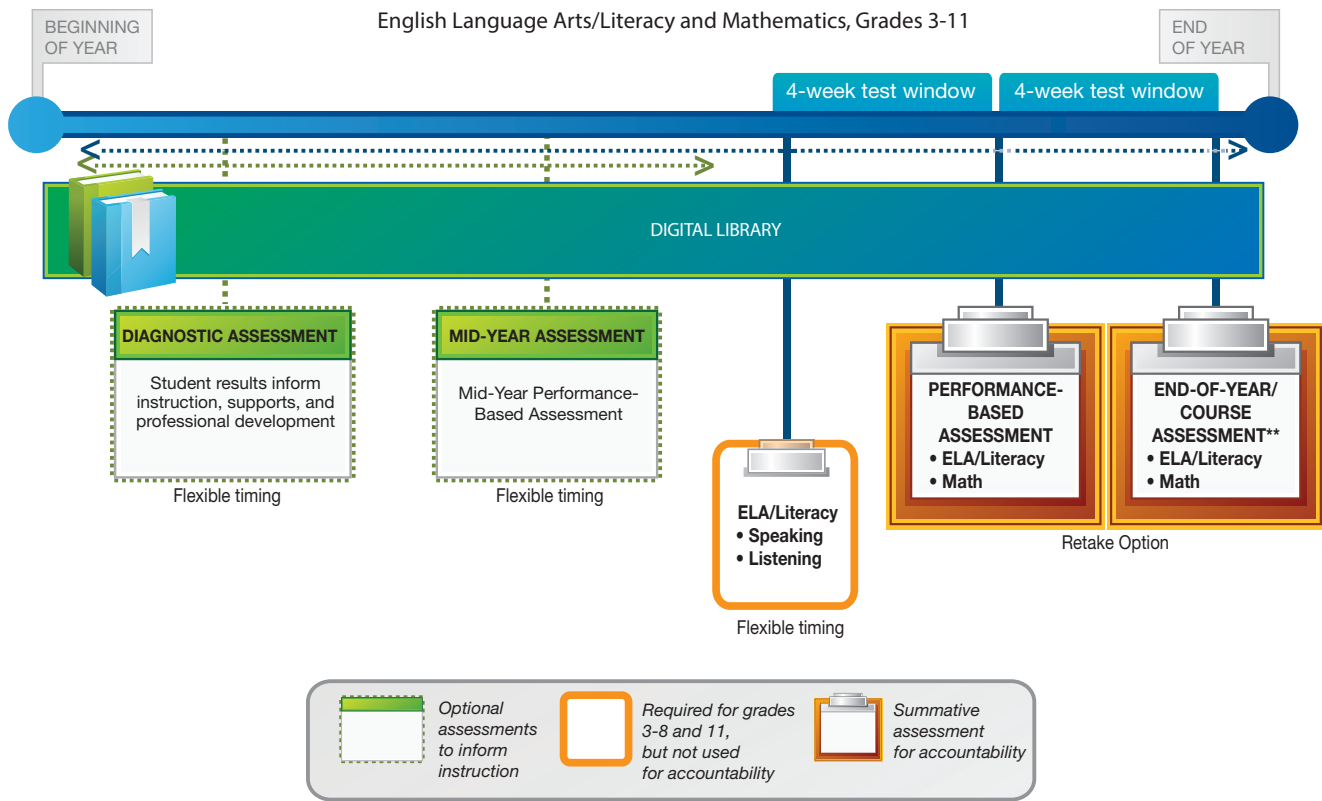 English Language Arts/Literacy and Mathematics, Grades 3-11
BEGINNING
OF YEAR
END
OF YEAR
4-week test window
4-week test window
DIGITAL LIBRARY
DIAGNOSTIC ASSESSMENT
Student results inform
instruction, supports, and
professional development
Flexible timing
MID-YEAR ASSESSMENT
Mid-Year Performance-
Based Assessment
Flexible timing
ELA/Literacy
• Speaking
• Listening
Flexible timing
PERFORMANCE-
BASED
ASSESSMENT
• ELA/Literacy
• Math
END-OF-YEAR/
COURSE
ASSESSMENT**
• ELA/Literacy
• Math
Retake Option
Optional
assessments
to inform
instruction
Required for grades
3-8 and 11,
but not used
for accountability
Summative
assessment
for accountability